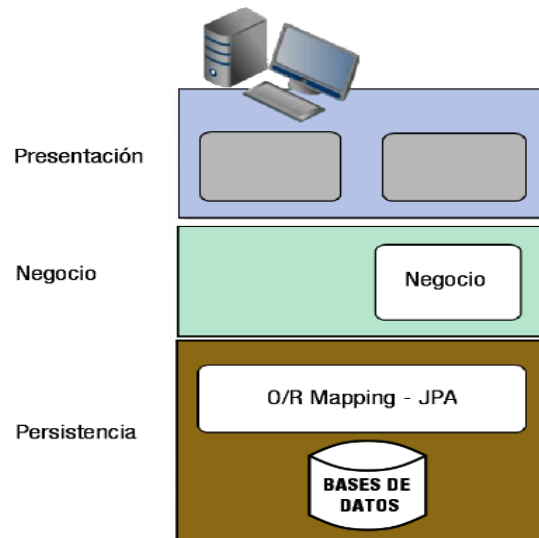 Presentación
Negocio
Negocio
O/R Mapping - JPA
Persistencia
BASES DE
DATOS